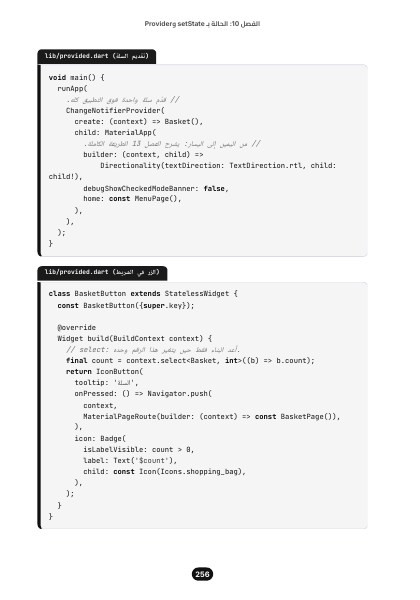 الفصل 10: الحالة بـ setState وProvider
lib/provided.dart (تقديم السلة)
void main() {
runApp(
// قدّم سلة واحدة فوق التطبيق كله.
ChangeNotifierProvider(
create: (context) => Basket(),
child: MaterialApp(
// من اليمين إلى اليسار؛ يشرح الفصل 13 الطريقة الكاملة.
builder: (context, child) =>
Directionality(textDirection: TextDirection.rtl, child:
child!),
debugShowCheckedModeBanner: false,
home: const MenuPage(),
),
),
);
}
lib/provided.dart (الزر في الشريط)
class BasketButton extends StatelessWidget {
const BasketButton({super.key});
@override
Widget build(BuildContext context) {
// select: أعد البناء فقط حين يتغير هذا الرقم وحده.
final count = context.select<Basket, int>((b) => b.count);
return IconButton(
tooltip: 'السلة',
onPressed: () => Navigator.push(
context,
MaterialPageRoute(builder: (context) => const BasketPage()),
),
icon: Badge(
isLabelVisible: count > 0,
label: Text('$count'),
child: const Icon(Icons.shopping_bag),
),
);
}
}
256